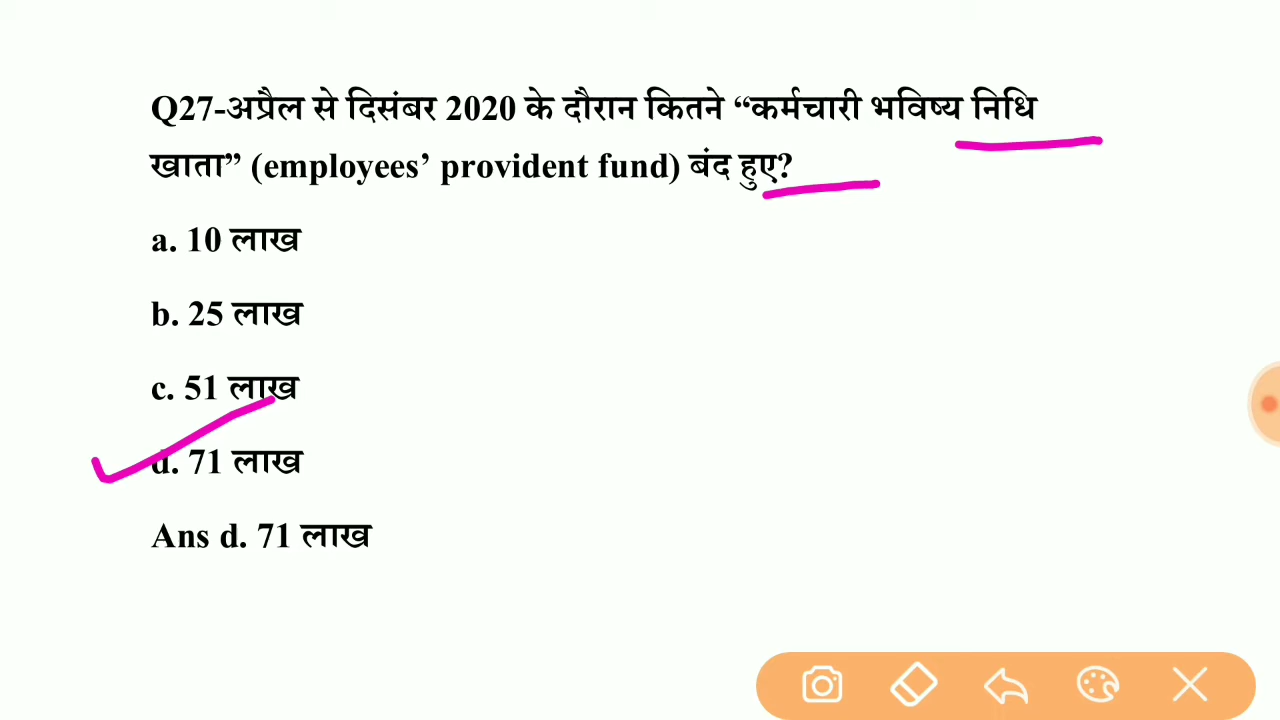 Q27-अप्रैल से दिसंबर 2020 के दौरान कितने “कर्मचारी भविष्य निधि
खाता” (employees’ provident fund) बंद हुए?
a. 10 लाख
b. 25 लाख
c. 51 लाख
d. 71 लाख
Ans d. 71 लाख